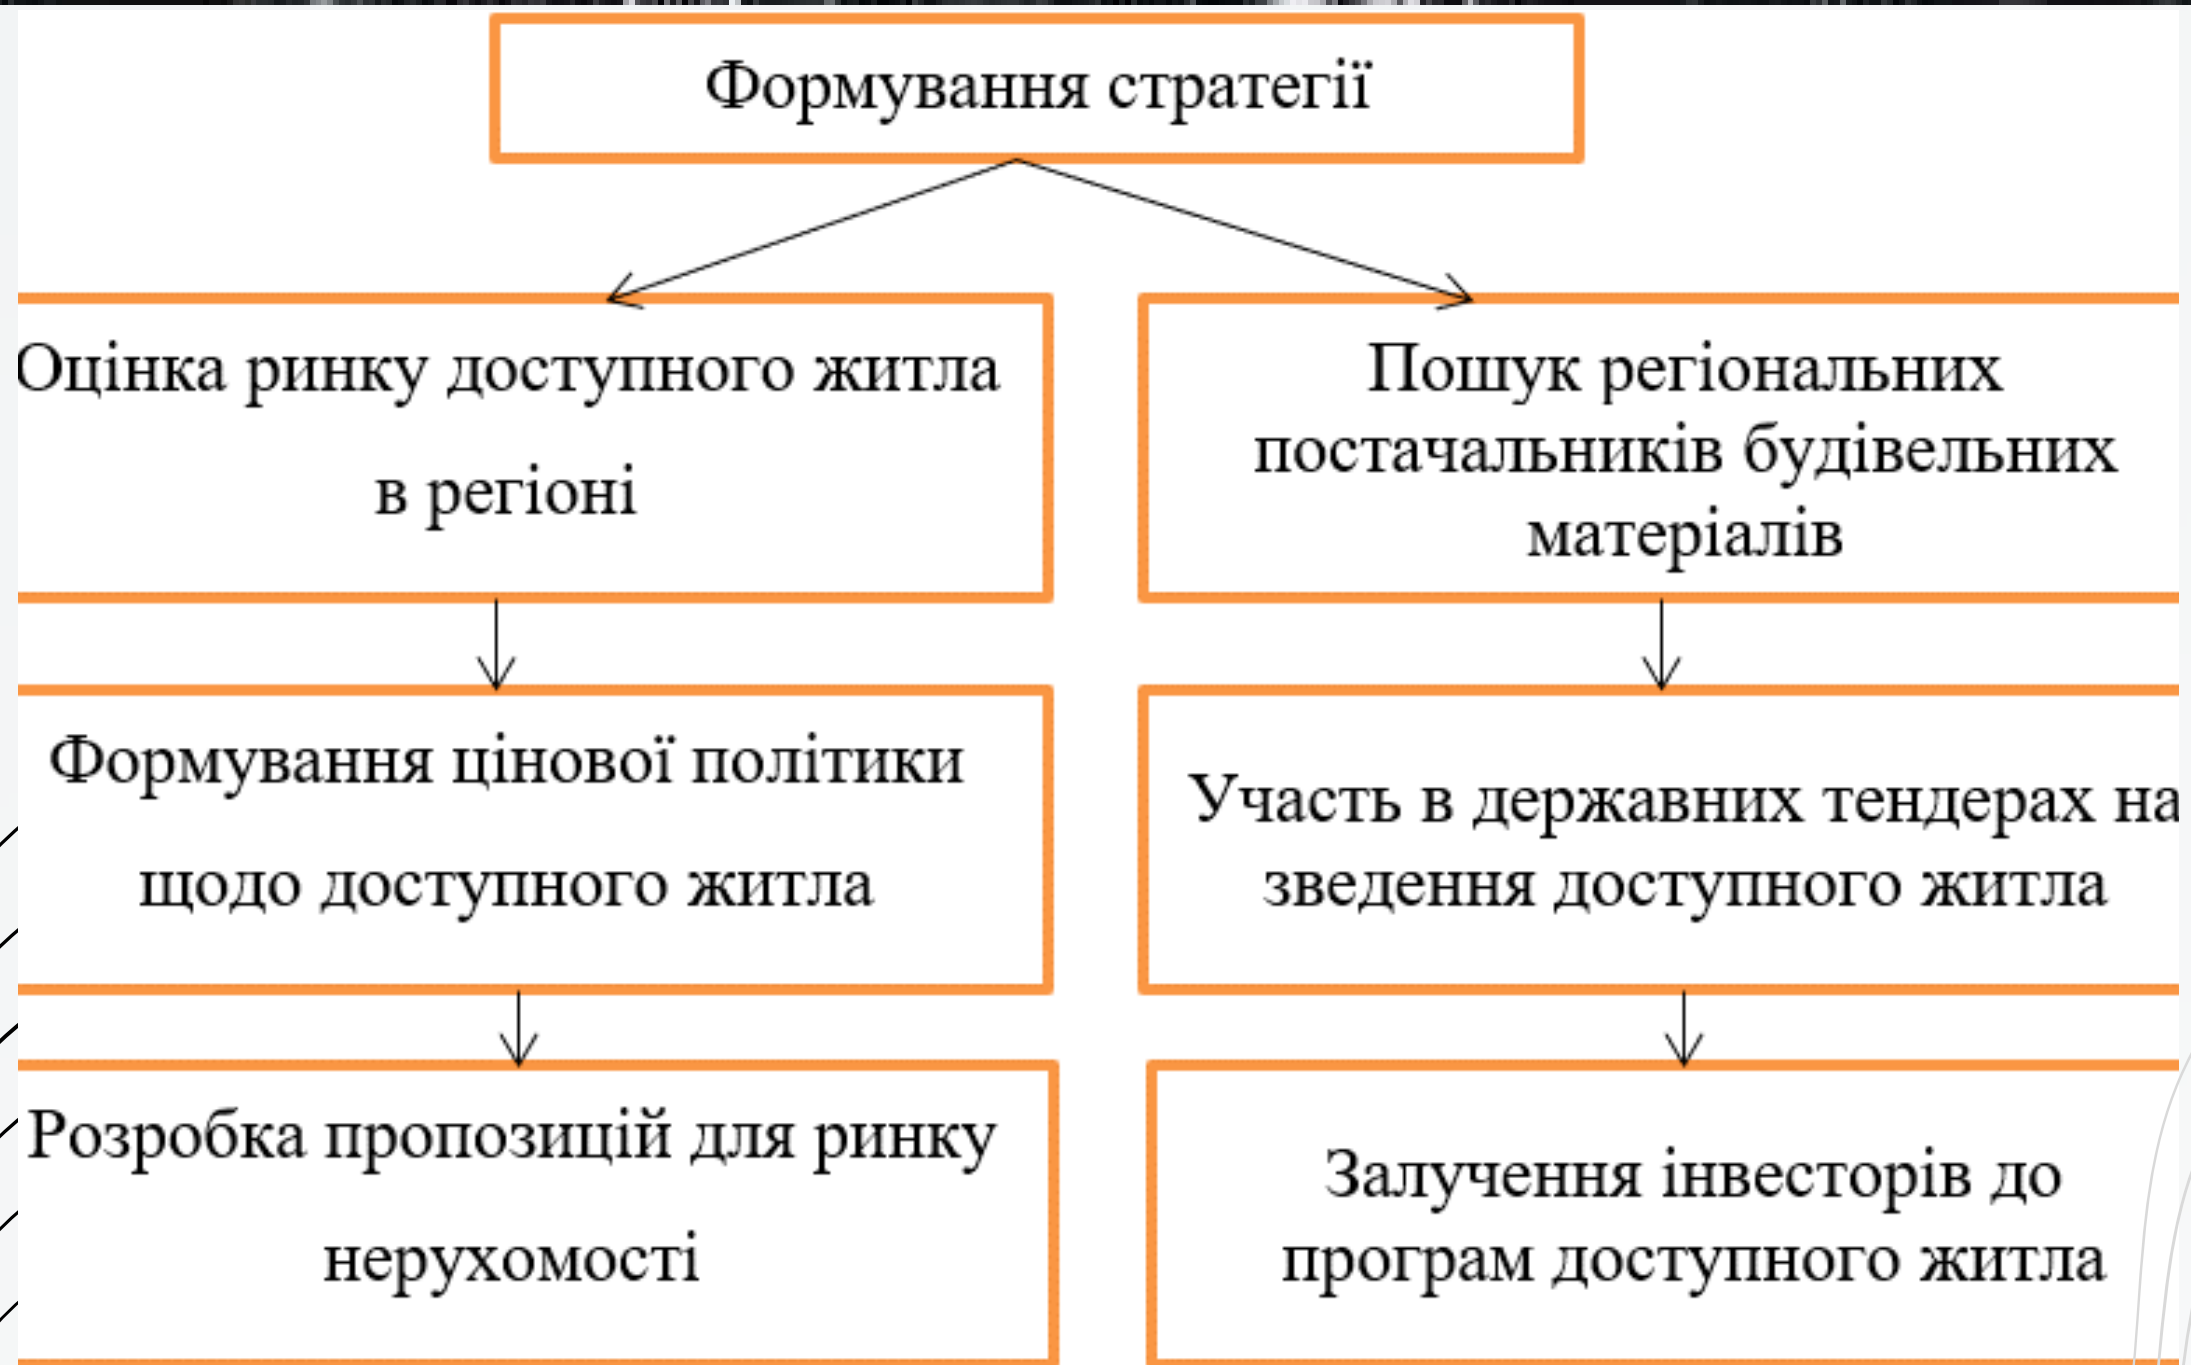 Формування стратегії
Оцінка ринку доступного житла
в регіоні
Пошук регіональних
постачальників будівельних
матеріалів
Формування цінової політики
щодо доступного житла
Участь в державних тендерах на
зведення доступного житла
Розробка пропозицій для ринку
нерухомості
Залучення інвесторів до
програм доступного житла